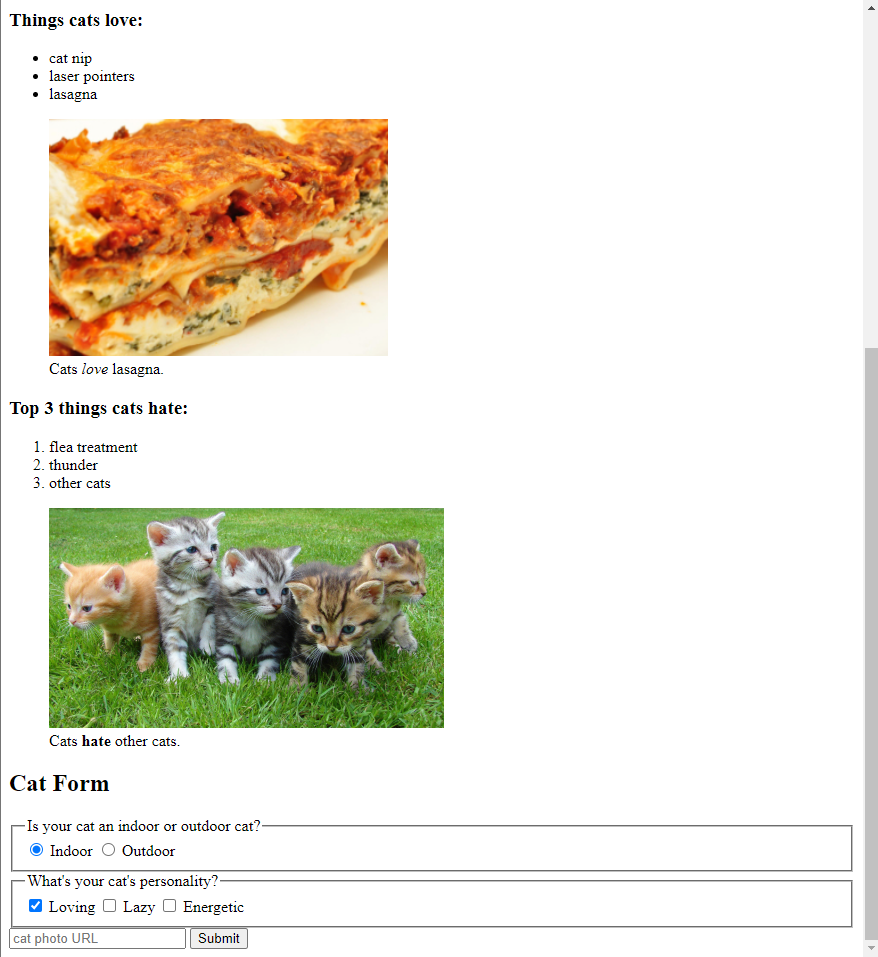 Things cats love:
cat nip
laser pointers
lasagna
Cats love lasagna.
Top 3 things cats hate:
1. flea treatment
2. thunder
3. other cats
Cats hate other cats.
Cat Form
Is your cat an indoor or outdoor cat?
Indoor Outdoor
What's your cat's personality?
Loving Lazy Energetic
cat photo URL Submit